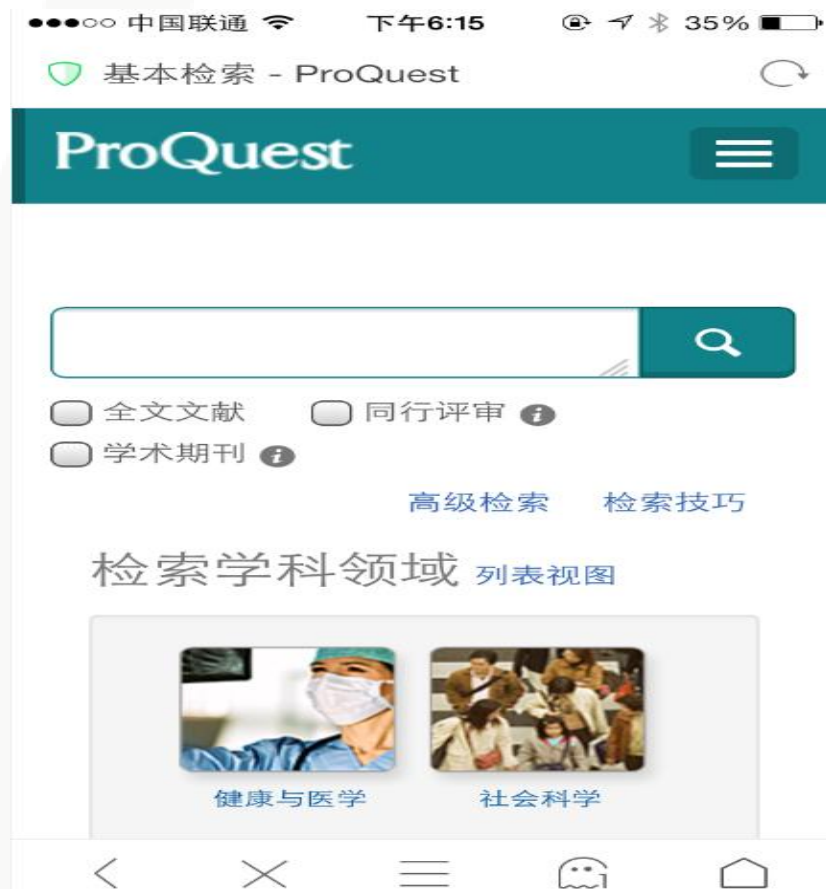 中国联通 下午6:15 35%
基本检索 - ProQuest
ProQuest
全文文献 同行评审
学术期刊
高级检索 检索技巧
检索学科领域 列表视图
健康与医学 社会科学